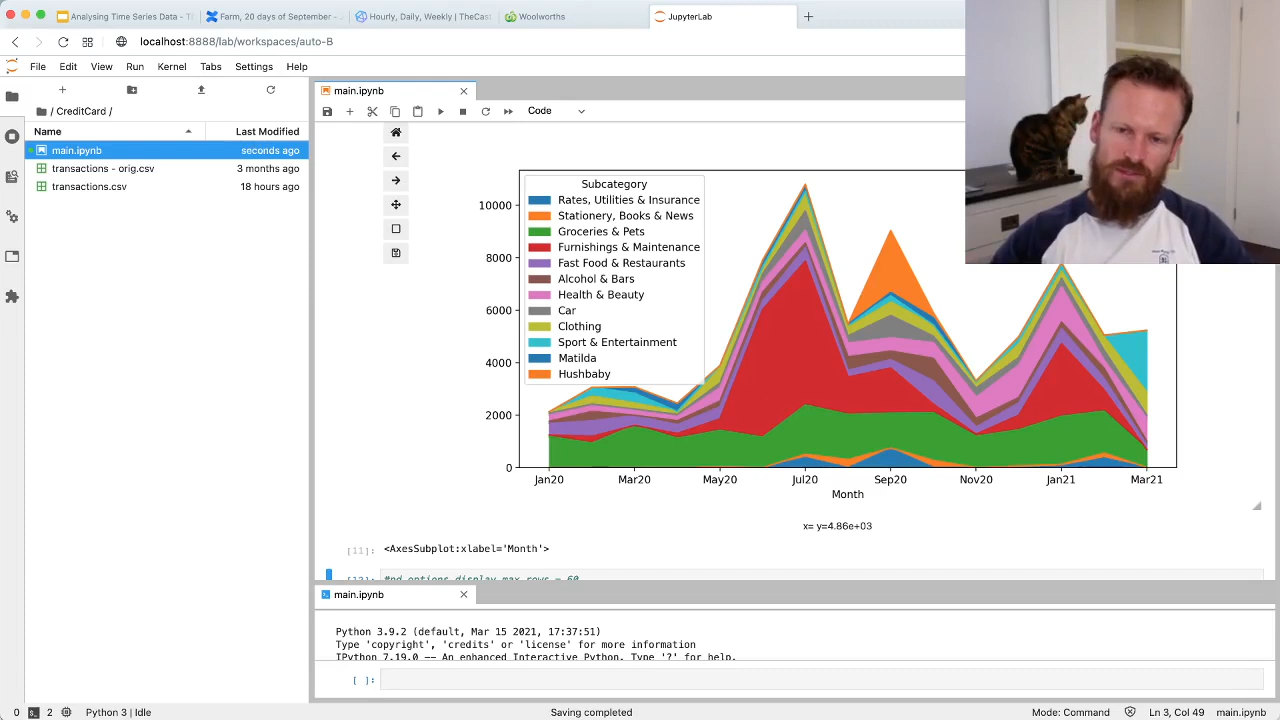 Analysing Time Series Data - T
Farm, 20 days of September -
Hourly, Daily, Weekly | TheCas
Woolworths
JupyterLab
localhost:8888/lab/workspaces/auto-B
File Edit View Run Kernel Tabs Settings Help
main.ipynb
/ CreditCard /
Code
Name Last Modified
main.ipynb seconds ago
transactions - orig.csv 3 months ago
transactions.csv 18 hours ago
Subcategory
Rates, Utilities & Insurance
Stationery, Books & News
Groceries & Pets
Furnishings & Maintenance
Fast Food & Restaurants
Alcohol & Bars
Health & Beauty
Car
Clothing
Sport & Entertainment
Matilda
Hushbaby
10000
8000
6000
4000
2000
0
Jan20 Mar20 May20 Jul20 Sep20 Nov20 Jan21 Mar21
Month
x= y=4.86e+03
[11]: <AxesSubplot:xlabel='Month'>
[12]: #pd.options.display.max_rows = 60
main.ipynb
Python 3.9.2 (default, Mar 15 2021, 17:37:51)
Type 'copyright', 'credits' or 'license' for more information
IPython 7.19.0 -- An enhanced Interactive Python. Type '?' for help.
[ ]:
0 2 Python 3 | Idle Saving completed Mode: Command Ln 3, Col 49 main.ipynb